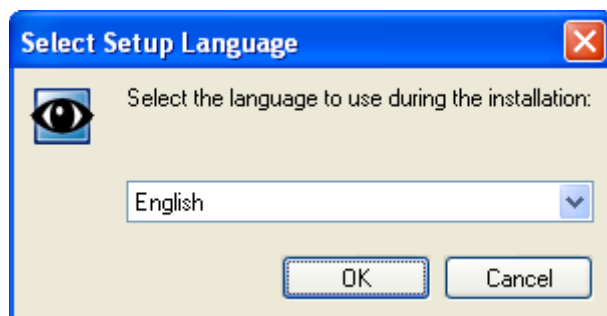 Select Setup Language
Select the language to use during the installation:
English
OK
Cancel